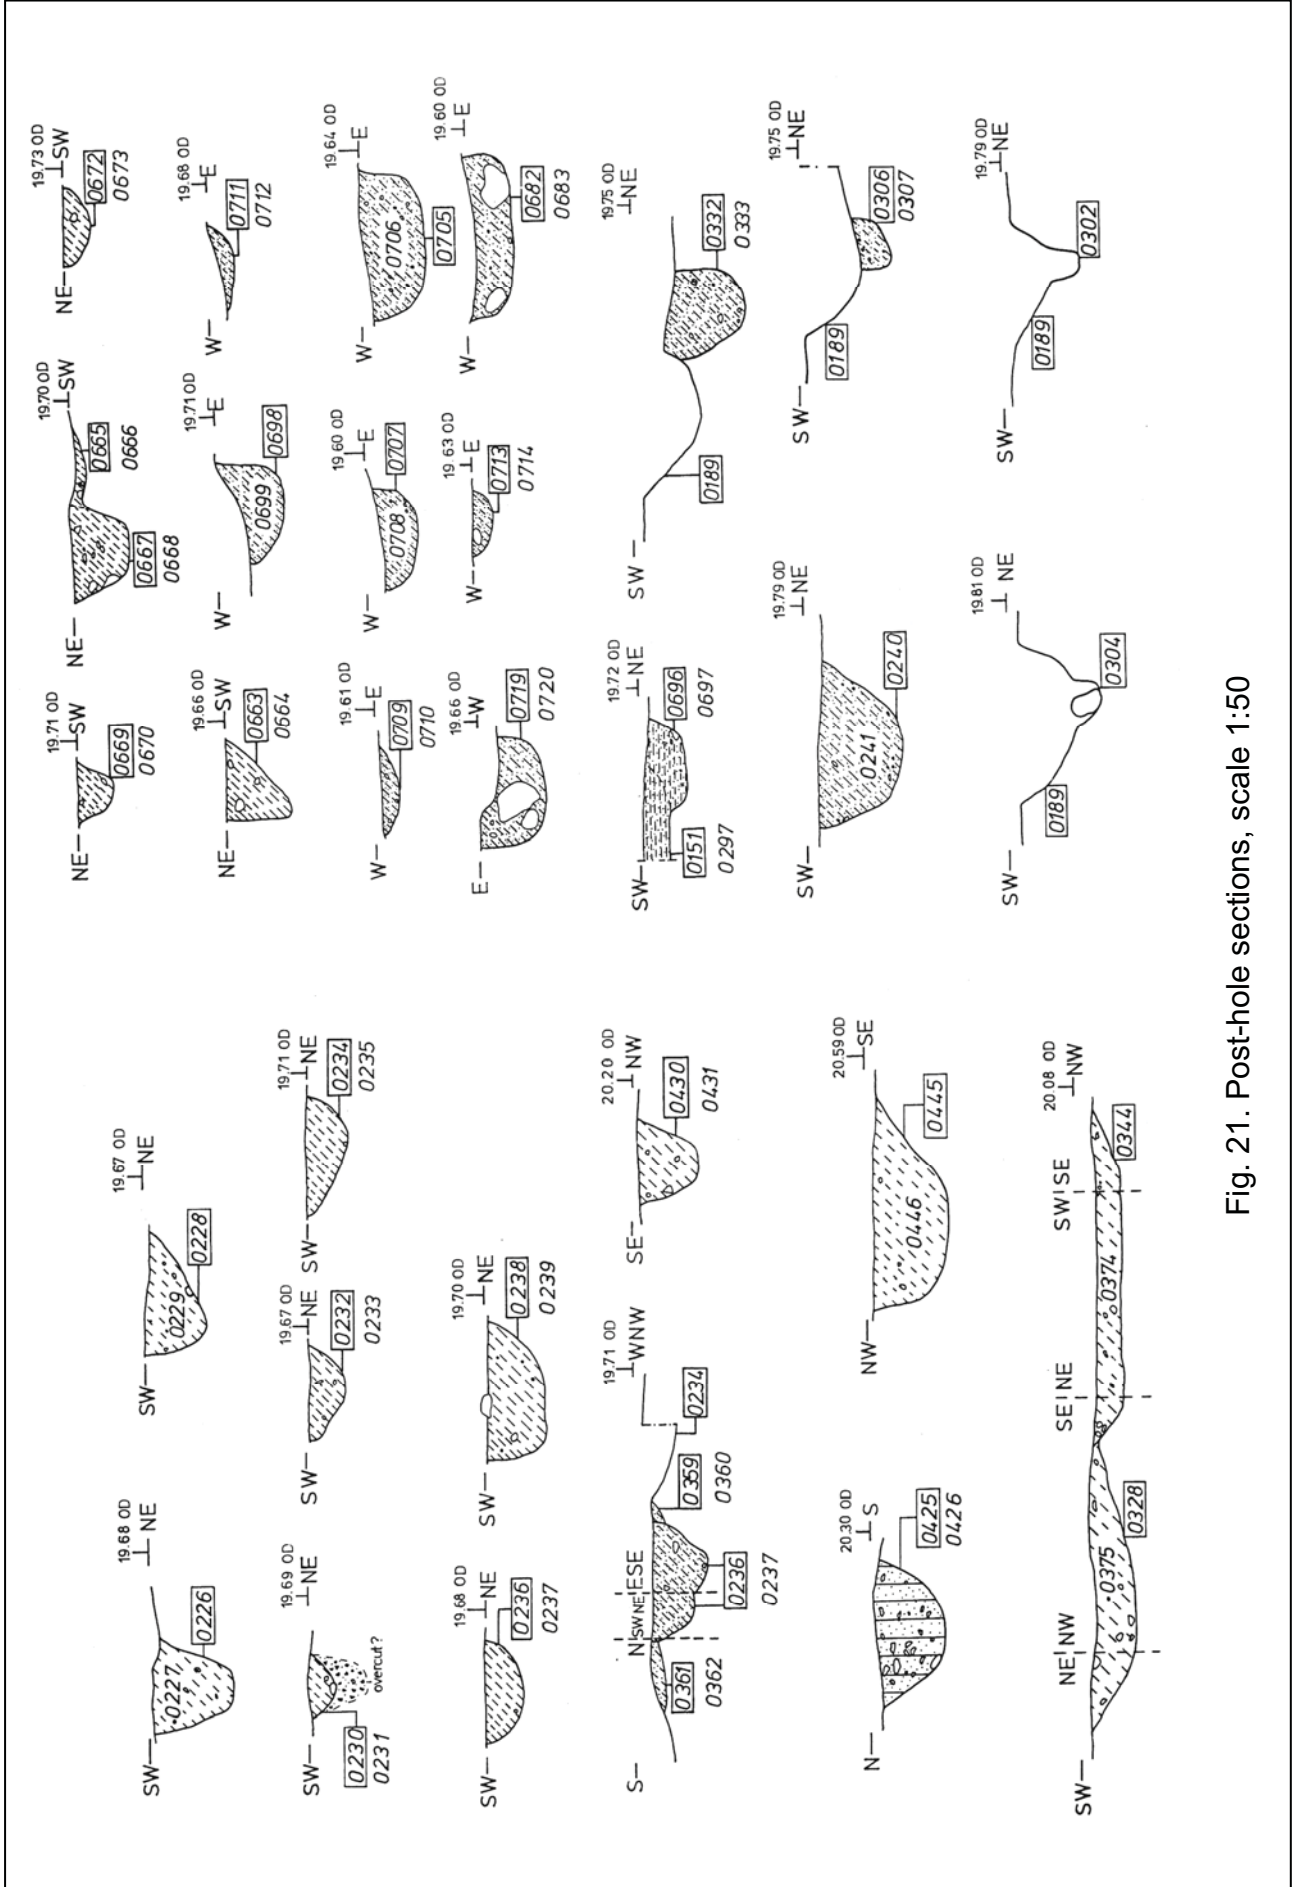 SW— 19.68 OD NE
0227
0226
SW— 19.67 OD NE
0229
0228
SW— 19.69 OD NE
0230
0231
overcut?
SW— 19.67 OD NE
0232
0233
SW— 19.71 OD NE
0234
0235
SW— 19.68 OD NE
0236
0237
SW— 19.70 OD NE
0238
0239
S— N SW NE ESE 19.71 OD WNW
0361
0362
0236
0237
0359
0360
0234
SE— 20.20 OD NW
0430
0431
N— 20.30 OD S
0425
0426
NW— 20.59 OD SE
0446
0445
SW— NE NW SE NE SW SE 20.08 OD NW
0375
0328
0374
0344
NE— 19.71 OD SW
0669
0670
NE— 19.70 OD SW
0667
0668
0665
0666
NE— 19.73 OD SW
0672
0673
NE— 19.66 OD SW
0663
0664
W— 19.71 OD E
0699
0698
W— 19.68 OD E
0711
0712
W— 19.61 OD E
0709
0710
W— 19.60 OD E
0708
0707
W— 19.64 OD E
0706
0705
E— 19.66 OD W
0719
0720
W— 19.63 OD E
0713
0714
W— 19.60 OD E
0682
0683
SW— 19.72 OD NE
0151
0297
0696
0697
SW— 19.75 OD NE
0189
0332
0333
SW— 19.79 OD NE
0241
0240
SW— 19.75 OD NE
0189
0306
0307
SW— 19.81 OD NE
0189
0304
SW— 19.79 OD NE
0189
0302
Fig. 21. Post-hole sections, scale 1:50